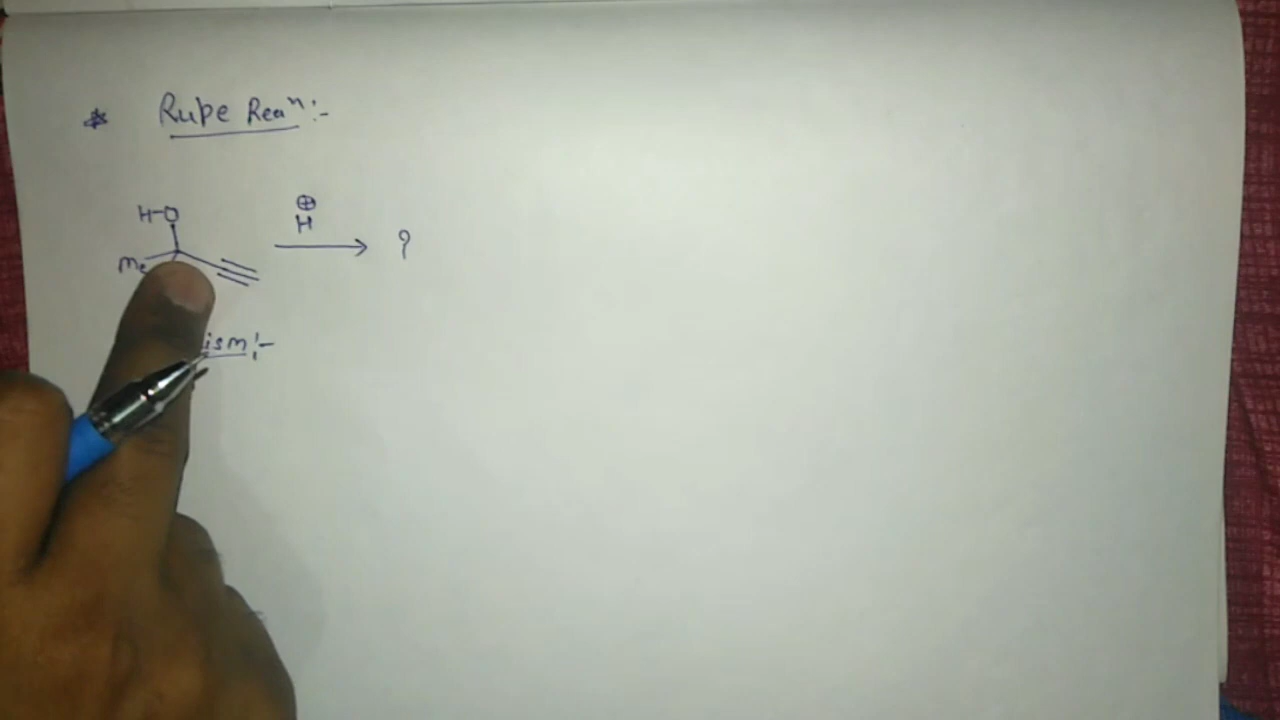 * Rupe Reaⁿ:-
H-O
⊕
H
Me
?
ism:-